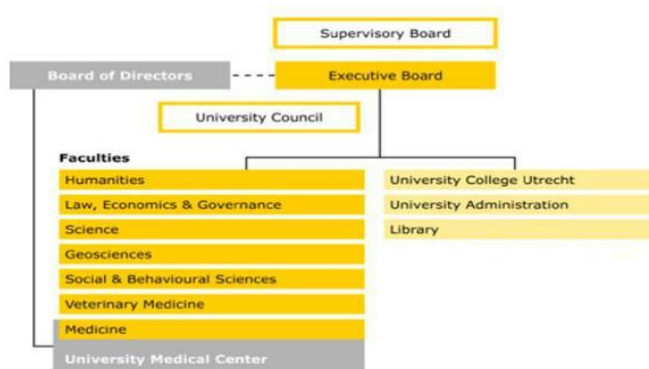 Supervisory Board
Board of Directors
Executive Board
University Council
Faculties
Humanities
Law, Economics & Governance
Science
Geosciences
Social & Behavioural Sciences
Veterinary Medicine
Medicine
University Medical Center
University College Utrecht
University Administration
Library